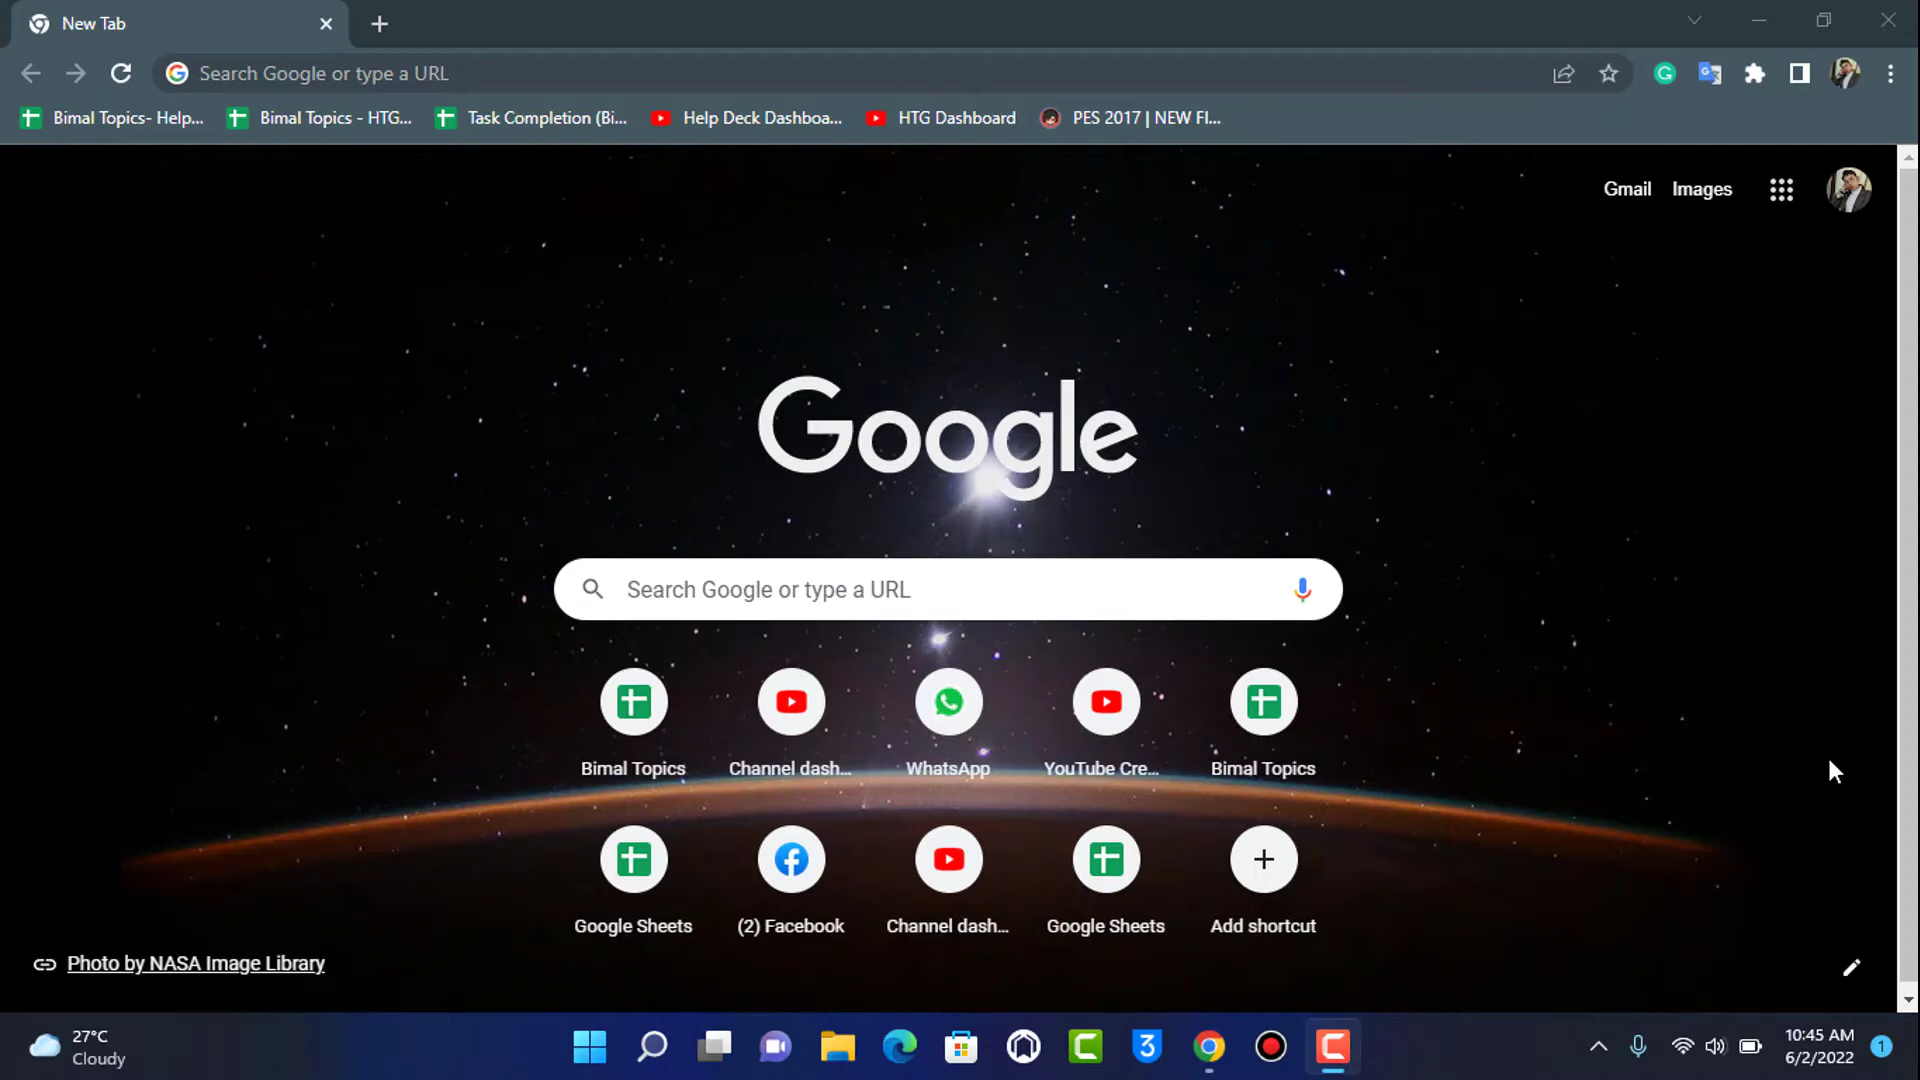 New Tab
Search Google or type a URL
Bimal Topics- Help... Bimal Topics - HTG... Task Completion (Bi... Help Deck Dashboa... HTG Dashboard PES 2017 | NEW FI...
Gmail Images
Google
Search Google or type a URL
Bimal Topics Channel dash... WhatsApp YouTube Cre... Bimal Topics
Google Sheets (2) Facebook Channel dash... Google Sheets Add shortcut
Photo by NASA Image Library
27°C
Cloudy
3
10:45 AM
6/2/2022
1